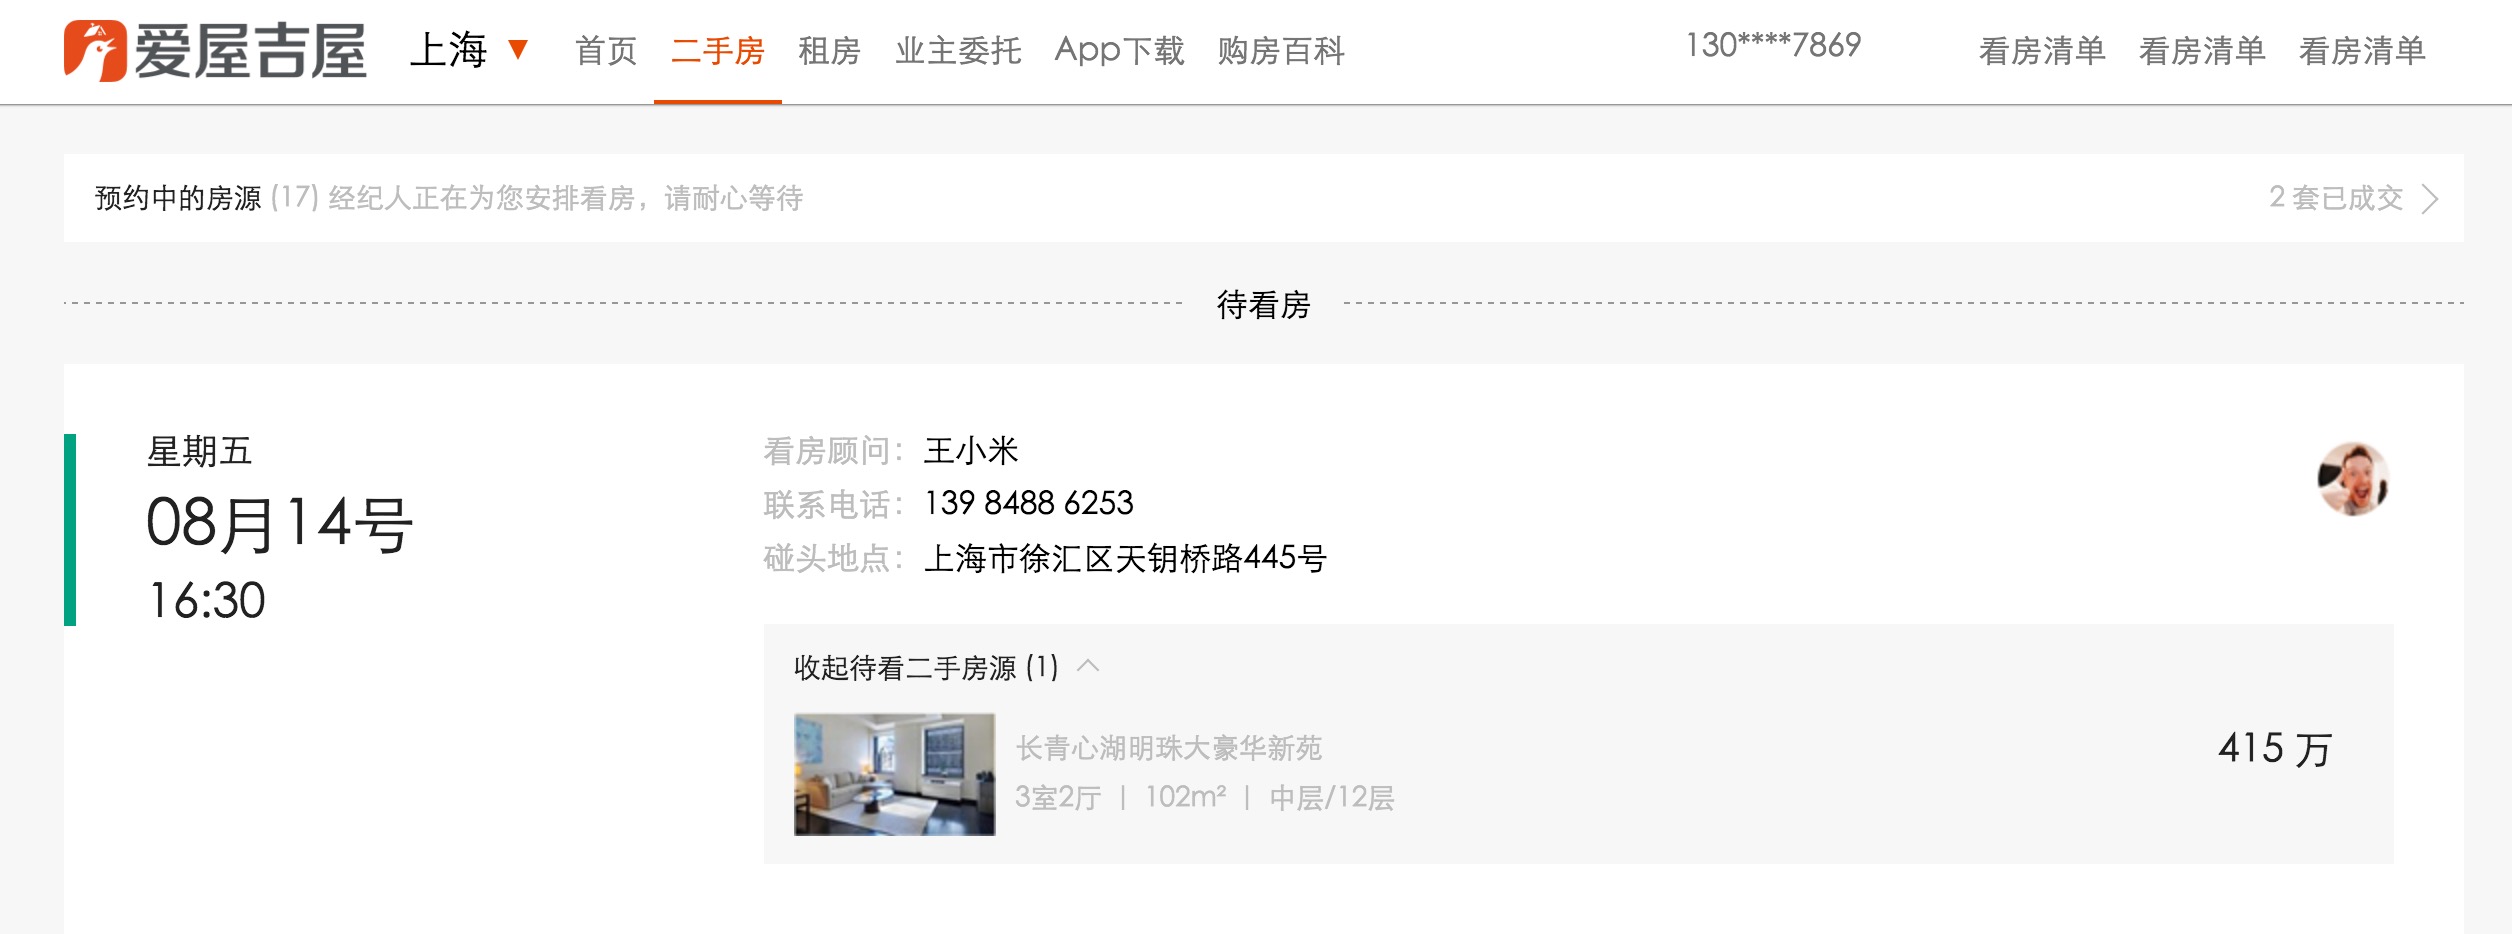 爱屋吉屋 上海 ▼ 首页 二手房 租房 业主委托 App下载 购房百科 130****7869 看房清单 看房清单 看房清单
预约中的房源 (17) 经纪人正在为您安排看房，请耐心等待 2 套已成交
待看房
星期五
08月14号
16:30
看房顾问： 王小米
联系电话： 139 8488 6253
碰头地点： 上海市徐汇区天钥桥路445号
收起待看二手房源 (1)
长青心湖明珠大豪华新苑
415 万
3室2厅 | 102m² | 中层/12层